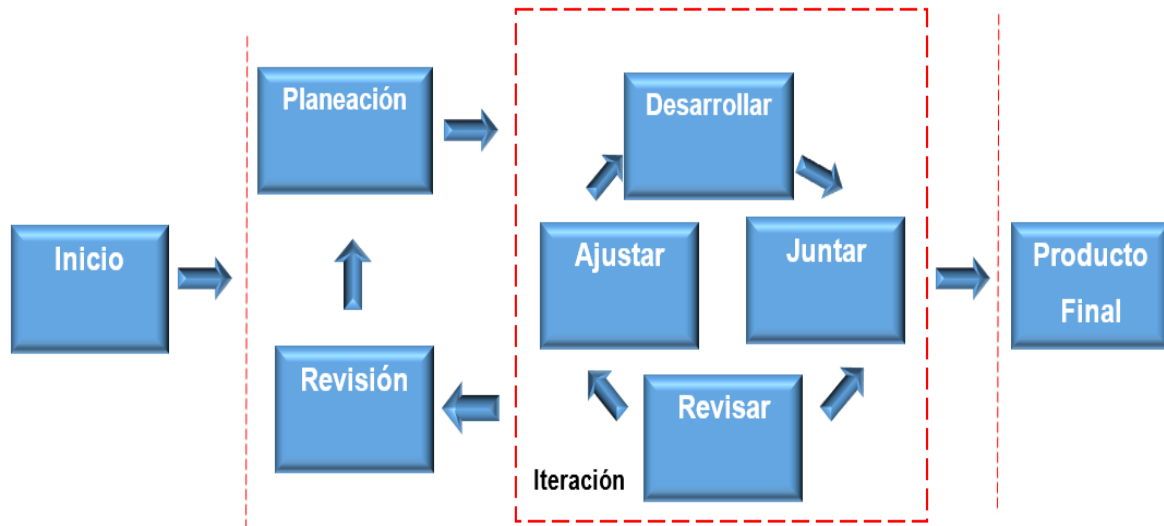 Inicio
Planeación
Revisión
Desarrollar
Juntar
Revisar
Ajustar
Iteración
Producto
Final